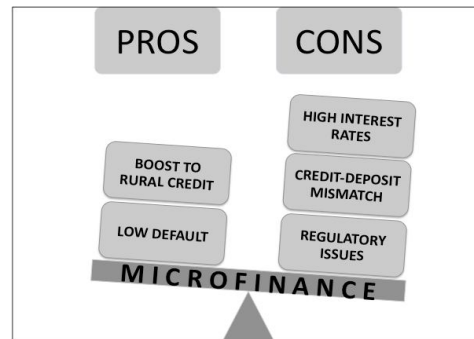 PROS
CONS
BOOST TO
RURAL CREDIT
LOW DEFAULT
HIGH INTEREST
RATES
CREDIT-DEPOSIT
MISMATCH
REGULATORY
ISSUES
MICROFINANCE